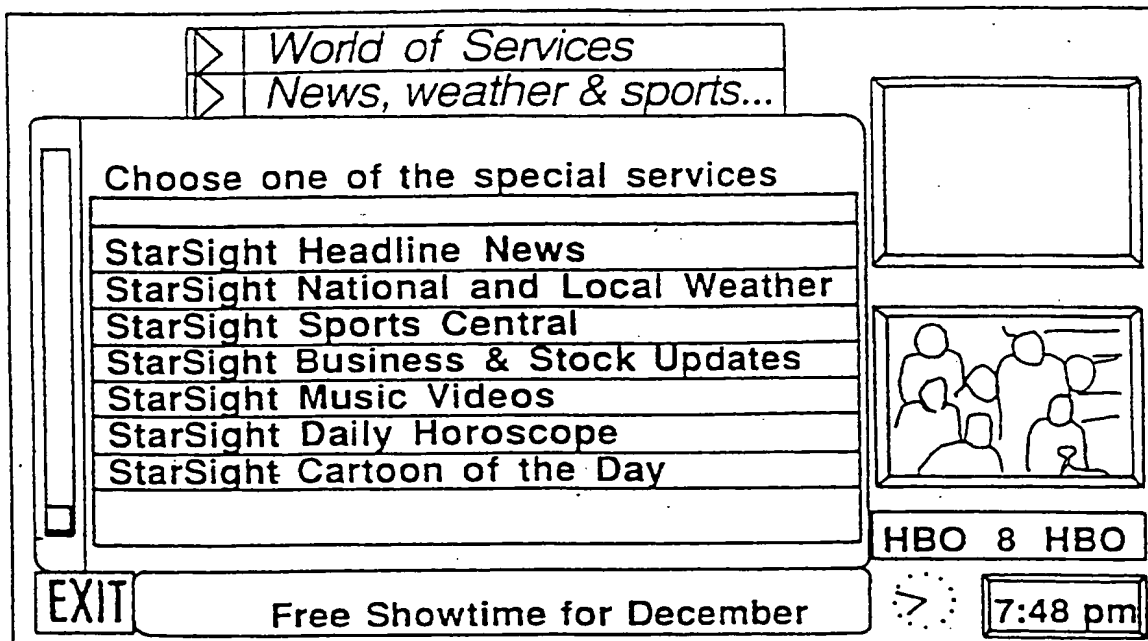 World of Services
News, weather & sports...
Choose one of the special services
StarSight Headline News
StarSight National and Local Weather
StarSight Sports Central
StarSight Business & Stock Updates
StarSight Music Videos
StarSight Daily Horoscope
StarSight Cartoon of the Day
HBO 8 HBO
EXIT
Free Showtime for December
7:48 pm